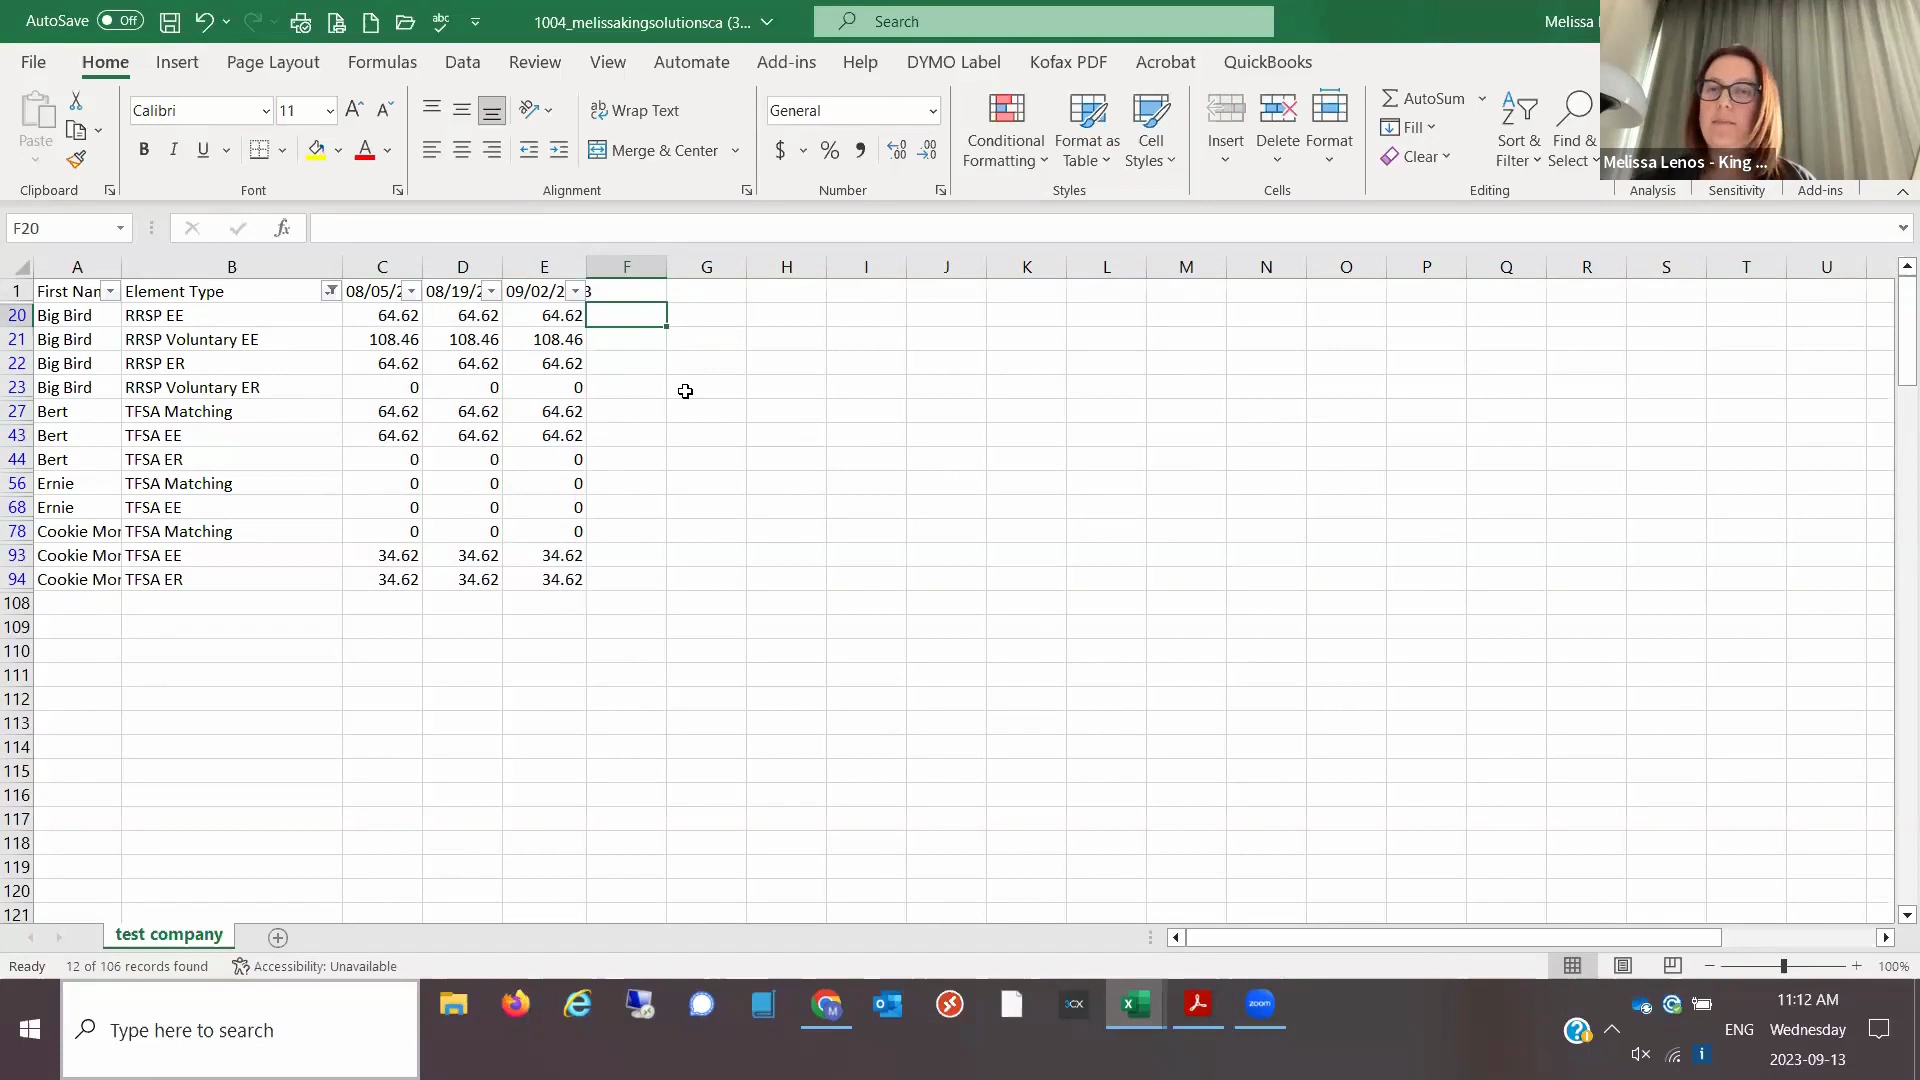 AutoSave Off abc 1004_melissakingsolutionsca (3... Search Melissa
File Home Insert Page Layout Formulas Data Review View Automate Add-ins Help DYMO Label Kofax PDF Acrobat QuickBooks
Paste Calibri 11 A A Wrap Text General Conditional Formatting Format as Table Cell Styles Insert Delete Format AutoSum Sort & Filter Find & Select
B I U A Merge & Center $ % Fill Clear
Melissa Lenos - King ...
Clipboard Font Alignment Number Styles Cells Editing Analysis Sensitivity Add-ins
F20 fx
A B C D E F G H I J K L M N O P Q R S T U
1 First Nar Element Type 08/05/2 08/19/2 09/02/2 3
20 Big Bird RRSP EE 64.62 64.62 64.62
21 Big Bird RRSP Voluntary EE 108.46 108.46 108.46
22 Big Bird RRSP ER 64.62 64.62 64.62
23 Big Bird RRSP Voluntary ER 0 0 0
27 Bert TFSA Matching 64.62 64.62 64.62
43 Bert TFSA EE 64.62 64.62 64.62
44 Bert TFSA ER 0 0 0
56 Ernie TFSA Matching 0 0 0
68 Ernie TFSA EE 0 0 0
78 Cookie Mor TFSA Matching 0 0 0
93 Cookie Mor TFSA EE 34.62 34.62 34.62
94 Cookie Mor TFSA ER 34.62 34.62 34.62
108
109
110
111
112
113
114
115
116
117
118
119
120
121
test company
Ready 12 of 106 records found Accessibility: Unavailable 100%
Type here to search 3CX zoom 11:12 AM
ENG Wednesday
2023-09-13